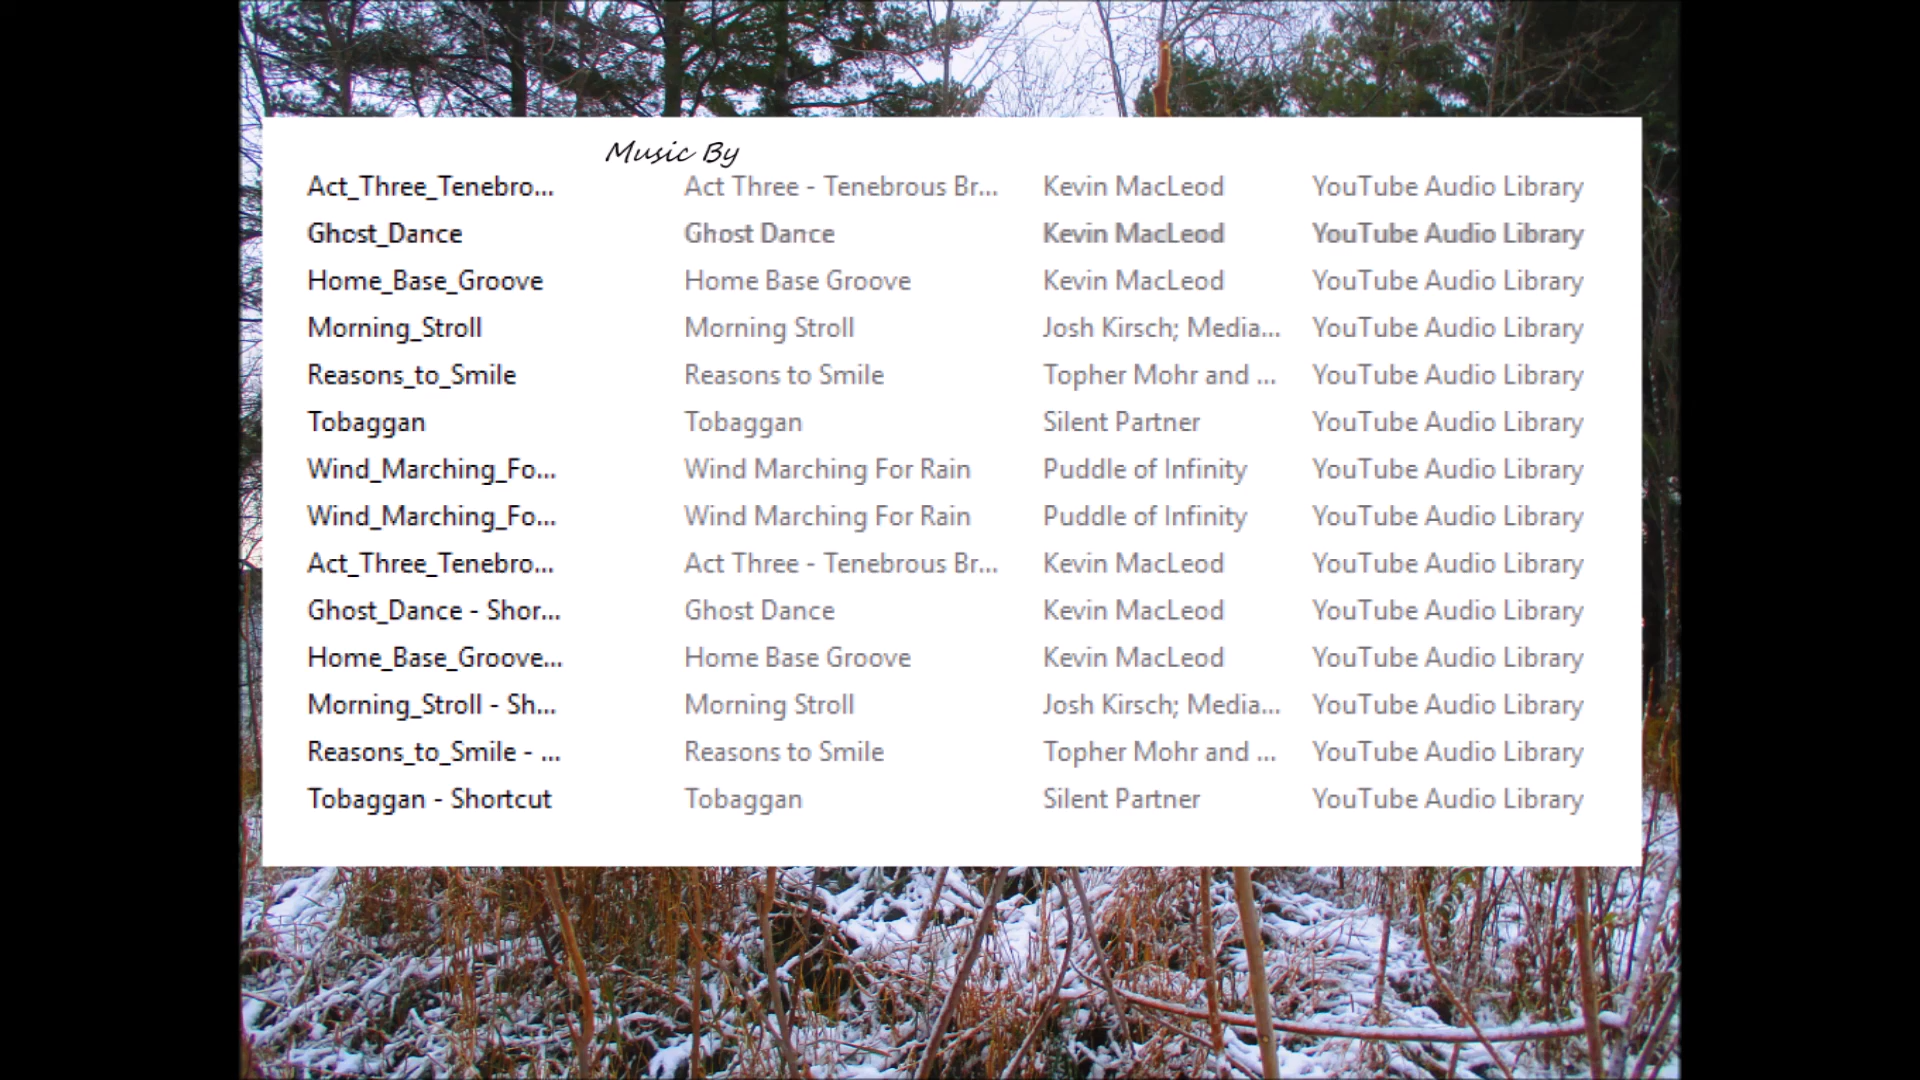 Music By
Act_Three_Tenebro... Act Three - Tenebrous Br... Kevin MacLeod YouTube Audio Library
Ghost_Dance Ghost Dance Kevin MacLeod YouTube Audio Library
Home_Base_Groove Home Base Groove Kevin MacLeod YouTube Audio Library
Morning_Stroll Morning Stroll Josh Kirsch; Media... YouTube Audio Library
Reasons_to_Smile Reasons to Smile Topher Mohr and ... YouTube Audio Library
Tobaggan Tobaggan Silent Partner YouTube Audio Library
Wind_Marching_Fo... Wind Marching For Rain Puddle of Infinity YouTube Audio Library
Wind_Marching_Fo... Wind Marching For Rain Puddle of Infinity YouTube Audio Library
Act_Three_Tenebro... Act Three - Tenebrous Br... Kevin MacLeod YouTube Audio Library
Ghost_Dance - Shor... Ghost Dance Kevin MacLeod YouTube Audio Library
Home_Base_Groove... Home Base Groove Kevin MacLeod YouTube Audio Library
Morning_Stroll - Sh... Morning Stroll Josh Kirsch; Media... YouTube Audio Library
Reasons_to_Smile - ... Reasons to Smile Topher Mohr and ... YouTube Audio Library
Tobaggan - Shortcut Tobaggan Silent Partner YouTube Audio Library